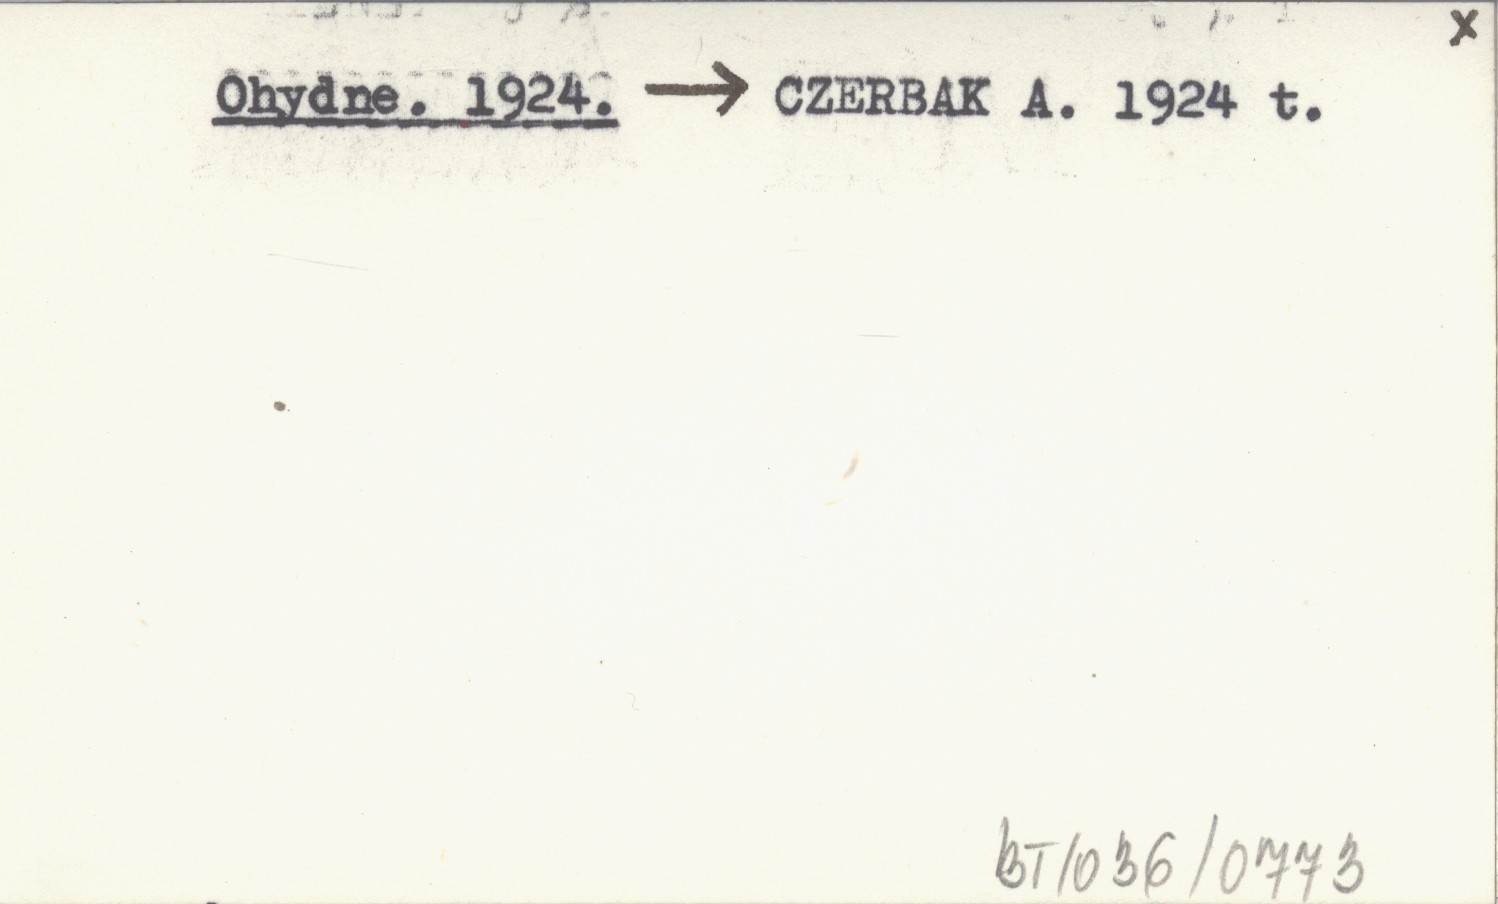 x
Ohydne. 1924. → CZERBAK A. 1924 t.
BT/036/0773